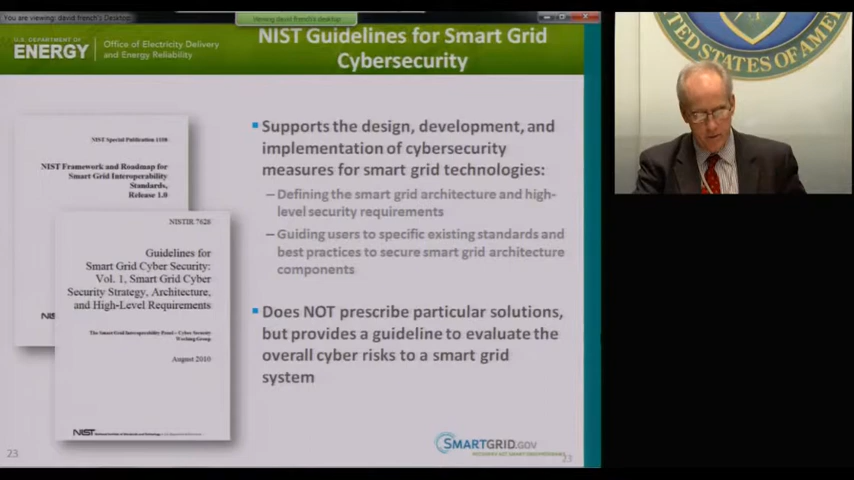 You are viewing: david french's Desktop
Viewing david french's desktop
U.S. DEPARTMENT OF
ENERGY
Office of Electricity Delivery
and Energy Reliability
NIST Guidelines for Smart Grid
Cybersecurity
NIST Special Publication 1108
NIST Framework and Roadmap for
Smart Grid Interoperability
Standards,
Release 1.0
NIS
NISTIR 7628
Guidelines for
Smart Grid Cyber Security:
Vol. 1, Smart Grid Cyber
Security Strategy, Architecture,
and High-Level Requirements
The Smart Grid Interoperability Panel – Cyber Security
Working Group
August 2010
NIST
▪ Supports the design, development, and
implementation of cybersecurity
measures for smart grid technologies:
– Defining the smart grid architecture and high-
level security requirements
– Guiding users to specific existing standards and
best practices to secure smart grid architecture
components
▪ Does NOT prescribe particular solutions,
but provides a guideline to evaluate the
overall cyber risks to a smart grid
system
SMARTGRID.GOV
23
23
UNITED STATES OF AMERICA